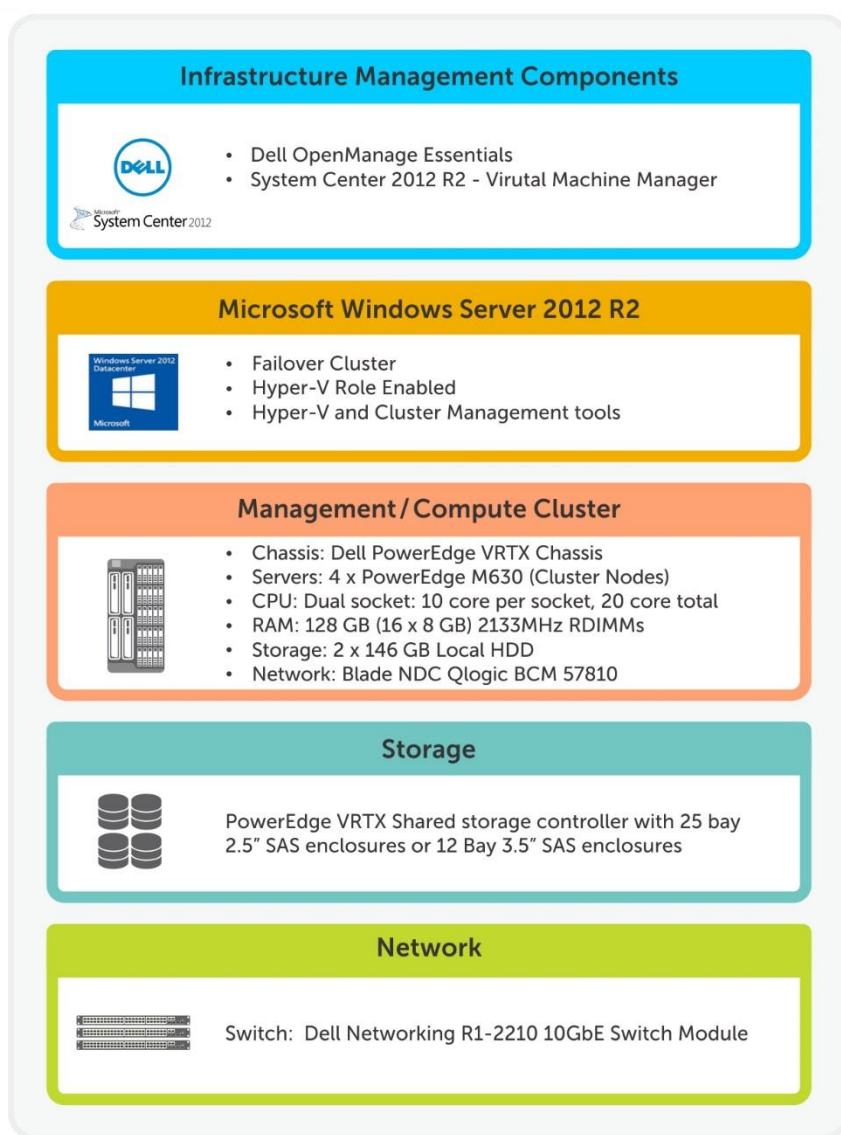 Infrastructure Management Components
DELL
Microsoft
System Center 2012
• Dell OpenManage Essentials
• System Center 2012 R2 - Virutal Machine Manager
Microsoft Windows Server 2012 R2
Windows Server 2012
Datacenter
Microsoft
• Failover Cluster
• Hyper-V Role Enabled
• Hyper-V and Cluster Management tools
Management/Compute Cluster
• Chassis: Dell PowerEdge VRTX Chassis
• Servers: 4 x PowerEdge M630 (Cluster Nodes)
• CPU: Dual socket: 10 core per socket, 20 core total
• RAM: 128 GB (16 x 8 GB) 2133MHz RDIMMs
• Storage: 2 x 146 GB Local HDD
• Network: Blade NDC Qlogic BCM 57810
Storage
PowerEdge VRTX Shared storage controller with 25 bay
2.5” SAS enclosures or 12 Bay 3.5” SAS enclosures
Network
Switch: Dell Networking R1-2210 10GbE Switch Module